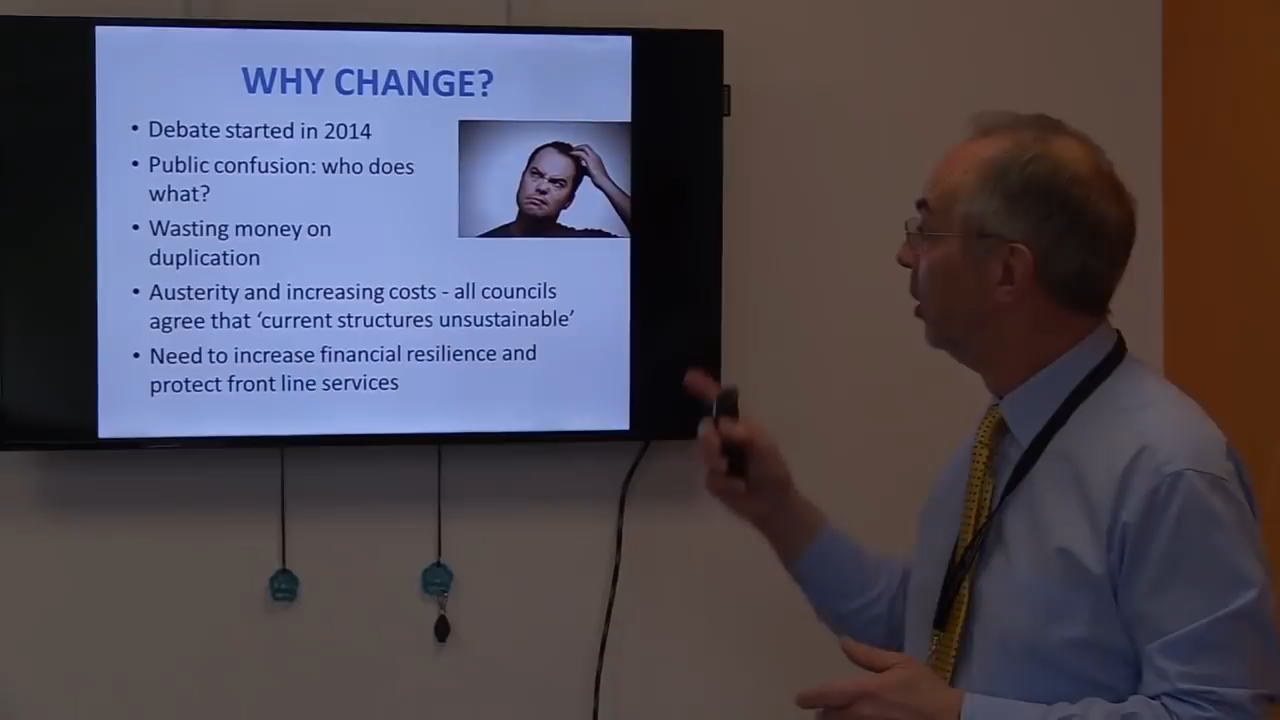 WHY CHANGE?
• Debate started in 2014
• Public confusion: who does
what?
• Wasting money on
duplication
• Austerity and increasing costs - all councils
agree that ‘current structures unsustainable’
• Need to increase financial resilience and
protect front line services